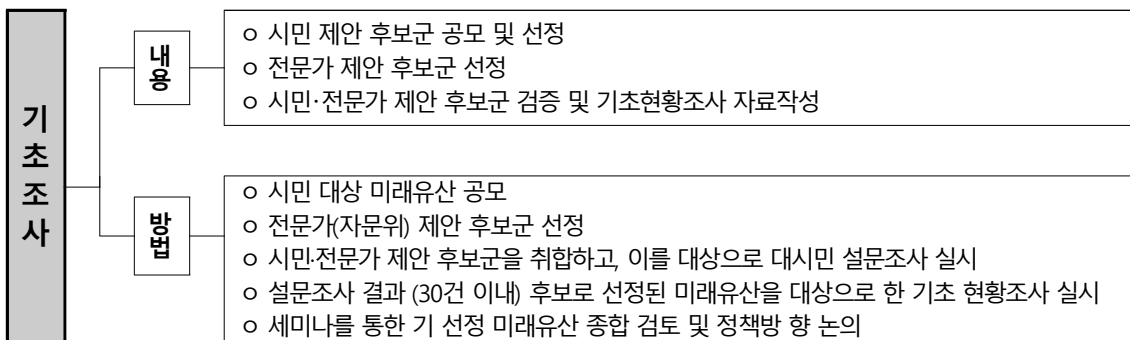 기초조사
내용
ㅇ 시민 제안 후보군 공모 및 선정
ㅇ 전문가 제안 후보군 선정
ㅇ 시민·전문가 제안 후보군 검증 및 기초현황조사 자료작성
방법
ㅇ 시민 대상 미래유산 공모
ㅇ 전문가(자문위) 제안 후보군 선정
ㅇ 시민·전문가 제안 후보군을 취합하고, 이를 대상으로 대시민 설문조사 실시
ㅇ 설문조사 결과 (30건 이내) 후보로 선정된 미래유산을 대상으로 한 기초 현황조사 실시
ㅇ 세미나를 통한 기 선정 미래유산 종합 검토 및 정책방 향 논의